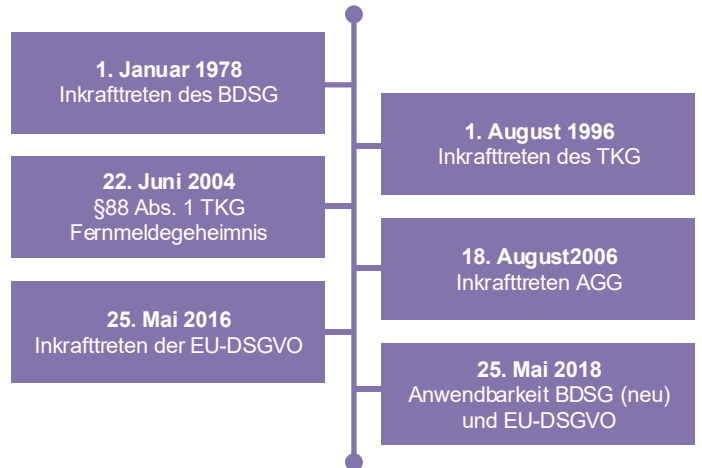 1. Januar 1978
Inkrafttreten des BDSG
1. August 1996
Inkrafttreten des TKG
22. Juni 2004
§88 Abs. 1 TKG
Fernmeldegeheimnis
18. August2006
Inkrafttreten AGG
25. Mai 2016
Inkrafttreten der EU-DSGVO
25. Mai 2018
Anwendbarkeit BDSG (neu)
und EU-DSGVO